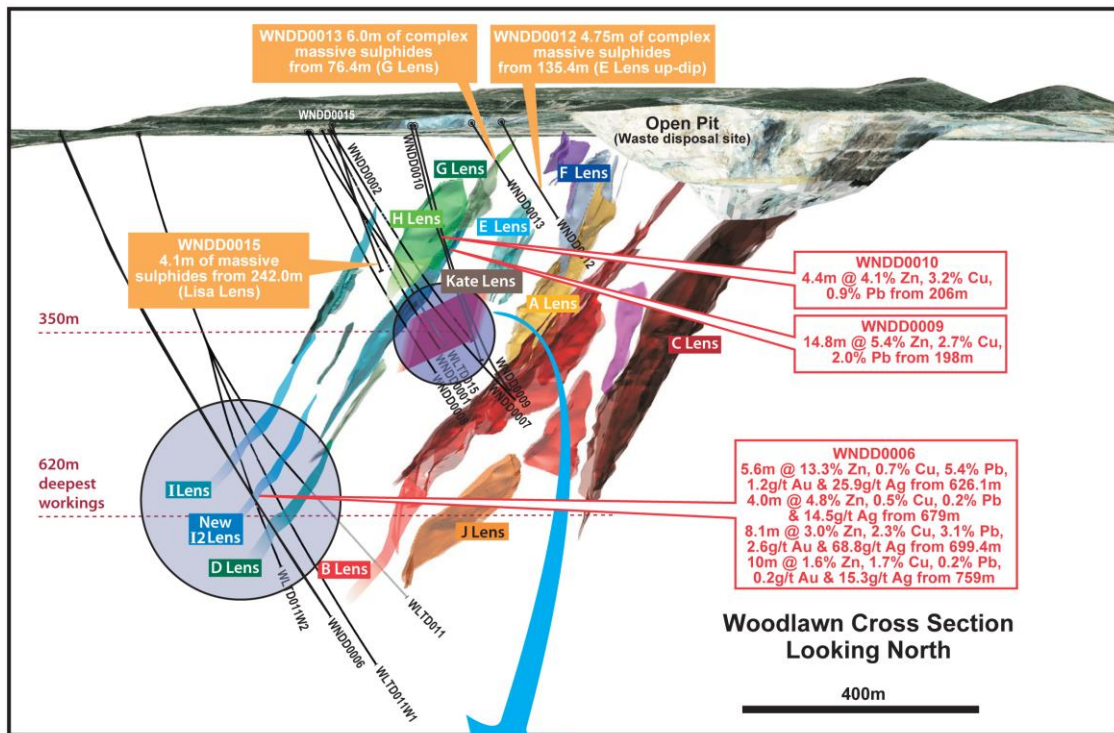 WNDD0013 6.0m of complex
massive sulphides
from 76.4m (G Lens)
WNDD0012 4.75m of complex
massive sulphides
from 135.4m (E Lens up-dip)
WNDD0015
WNDD0002
WNDD0010
Open Pit
(Waste disposal site)
G Lens
F Lens
H Lens
E Lens
WNDD0013
WNDD0012
WNDD0015
4.1m of massive
sulphides from 242.0m
(Lisa Lens)
Kate Lens
A Lens
C Lens
WNDD0010
4.4m @ 4.1% Zn, 3.2% Cu,
0.9% Pb from 206m
WNDD0009
14.8m @ 5.4% Zn, 2.7% Cu,
2.0% Pb from 198m
350m
WLTD015
WNDD0001
WNDD0009
WNDD0007
620m
deepest
workings
I Lens
New
I2 Lens
D Lens
B Lens
J Lens
WNDD0006
5.6m @ 13.3% Zn, 0.7% Cu, 5.4% Pb,
1.2g/t Au & 25.9g/t Ag from 626.1m
4.0m @ 4.8% Zn, 0.5% Cu, 0.2% Pb
& 14.5g/t Ag from 679m
8.1m @ 3.0% Zn, 2.3% Cu, 3.1% Pb,
2.6g/t Au & 68.8g/t Ag from 699.4m
10m @ 1.6% Zn, 1.7% Cu, 0.2% Pb,
0.2g/t Au & 15.3g/t Ag from 759m
WLTD011W2
WNDD0006
WLTD011
WLTD011W1
Woodlawn Cross Section
Looking North
400m